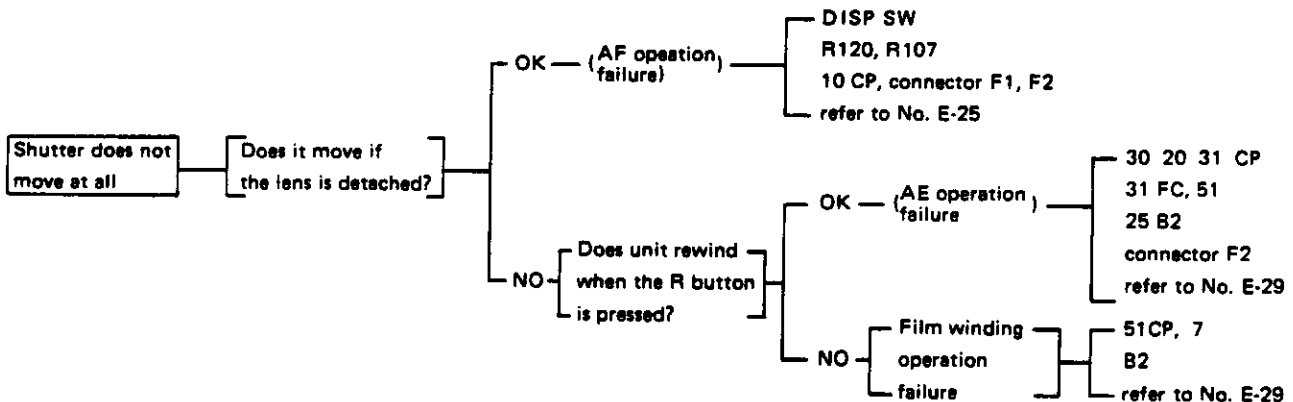 Shutter does not
move at all
Does it move if
the lens is detached?
OK
(AF opeation
failure)
DISP SW
R120, R107
10 CP, connector F1, F2
refer to No. E-25
NO
Does unit rewind
when the R button
is pressed?
OK
(AE operation
failure )
30 20 31 CP
31 FC, 51
25 B2
connector F2
refer to No. E-29
NO
Film winding
operation
failure
51CP, 7
B2
refer to No. E-29